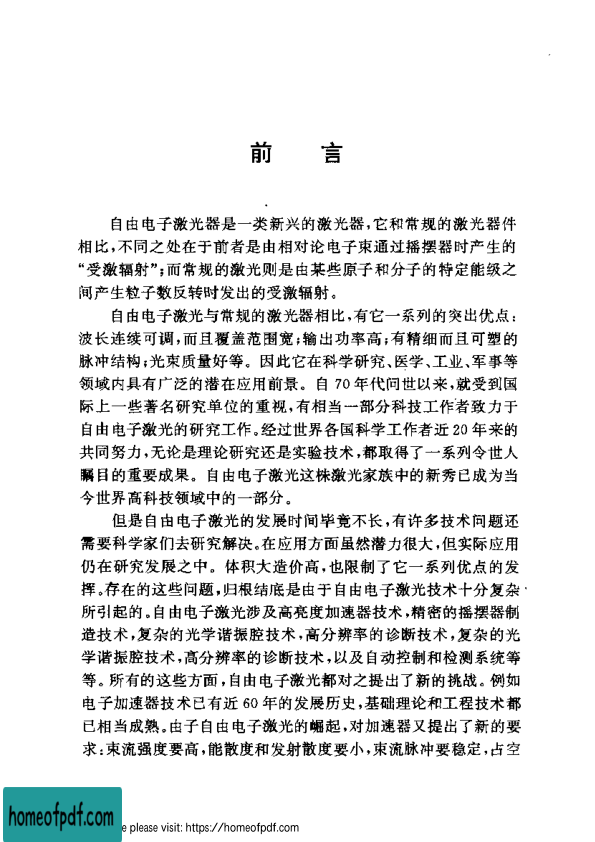 前 言
自由电子激光器是一类新兴的激光器,它和常规的激光器件
相比,不同之处在于前者是由相对论电子束通过摇摆器时产生的
“受激辐射”;而常规的激光则是由某些原子和分子的特定能级之
间产生粒子数反转时发出的受激辐射。
自由电子激光与常规的激光器相比,有它一系列的突出优点:
波长连续可调,而且覆盖范围宽;输出功率高;有精细而且可塑的
脉冲结构;光束质量好等。因此它在科学研究、医学、工业、军事等
领域内具有广泛的潜在应用前景。自70年代问世以来,就受到国
际上一些著名研究单位的重视,有相当一部分科技工作者致力于
自由电子激光的研究工作。经过世界各国科学工作者近20年来的
共同努力,无论是理论研究还是实验技术,都取得了一系列令世人
瞩目的重要成果。自由电子激光这株激光家族中的新秀已成为当
今世界高科技领域中的一部分。
但是自由电子激光的发展时间毕竟不长,有许多技术问题还
需要科学家们去研究解决。在应用方面虽然潜力很大,但实际应用
仍在研究发展之中。体积大造价高,也限制了它一系列优点的发
挥。存在的这些问题,归根结底是由于自由电子激光技术十分复杂
所引起的。自由电子激光涉及高亮度加速器技术,精密的摇摆器制
造技术,复杂的光学谐振腔技术,高分辨率的诊断技术,复杂的光
学谐振腔技术,高分辨率的诊断技术,以及自动控制和检测系统等
等。所有的这些方面,自由电子激光都对之提出了新的挑战。例如
电子加速器技术已有近60年的发展历史,基础理论和工程技术都
已相当成熟。由子自由电子激光的崛起,对加速器又提出了新的要
求:束流强度要高,能散度和发射散度要小,束流脉冲要稳定,占空
homeofpdf.com
e please visit: https://homeofpdf.com